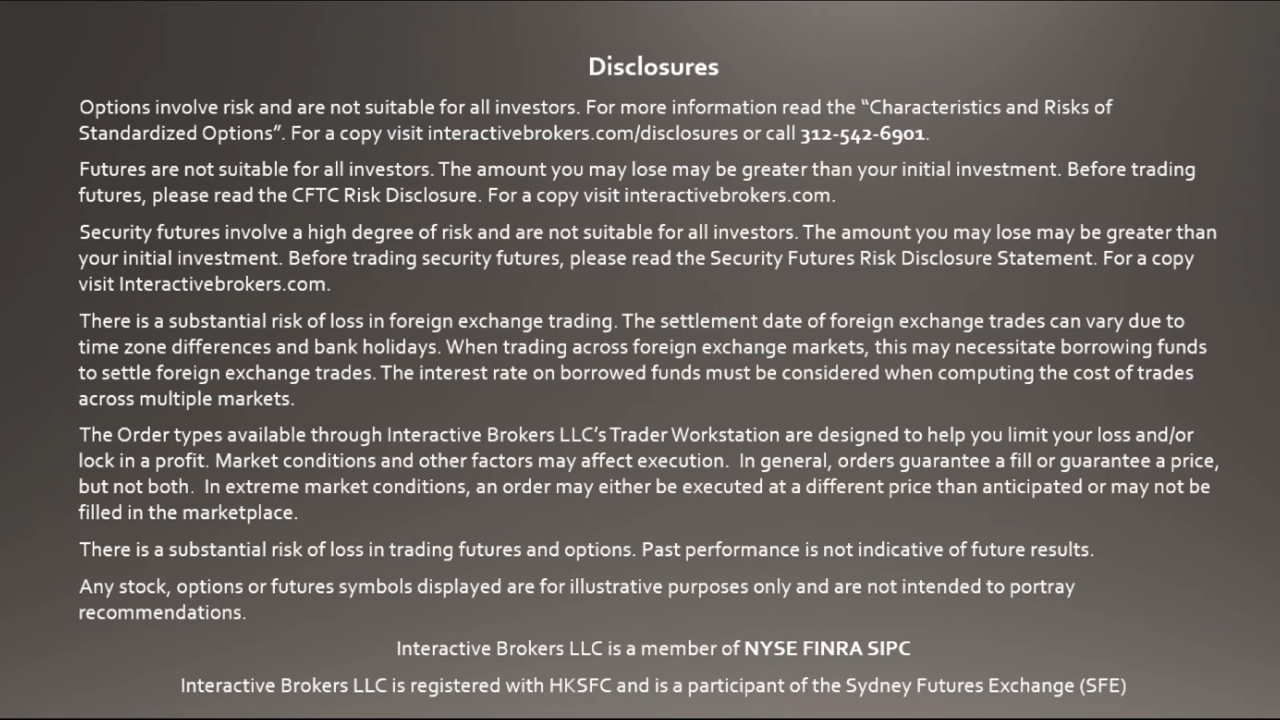 Disclosures
Options involve risk and are not suitable for all investors. For more information read the “Characteristics and Risks of
Standardized Options”. For a copy visit interactivebrokers.com/disclosures or call 312-542-6901.
Futures are not suitable for all investors. The amount you may lose may be greater than your initial investment. Before trading
futures, please read the CFTC Risk Disclosure. For a copy visit interactivebrokers.com.
Security futures involve a high degree of risk and are not suitable for all investors. The amount you may lose may be greater than
your initial investment. Before trading security futures, please read the Security Futures Risk Disclosure Statement. For a copy
visit Interactivebrokers.com.
There is a substantial risk of loss in foreign exchange trading. The settlement date of foreign exchange trades can vary due to
time zone differences and bank holidays. When trading across foreign exchange markets, this may necessitate borrowing funds
to settle foreign exchange trades. The interest rate on borrowed funds must be considered when computing the cost of trades
across multiple markets.
The Order types available through Interactive Brokers LLC’s Trader Workstation are designed to help you limit your loss and/or
lock in a profit. Market conditions and other factors may affect execution.  In general, orders guarantee a fill or guarantee a price,
but not both.  In extreme market conditions, an order may either be executed at a different price than anticipated or may not be
filled in the marketplace.
There is a substantial risk of loss in trading futures and options. Past performance is not indicative of future results.
Any stock, options or futures symbols displayed are for illustrative purposes only and are not intended to portray
recommendations.
Interactive Brokers LLC is a member of NYSE FINRA SIPC
Interactive Brokers LLC is registered with HKSFC and is a participant of the Sydney Futures Exchange (SFE)